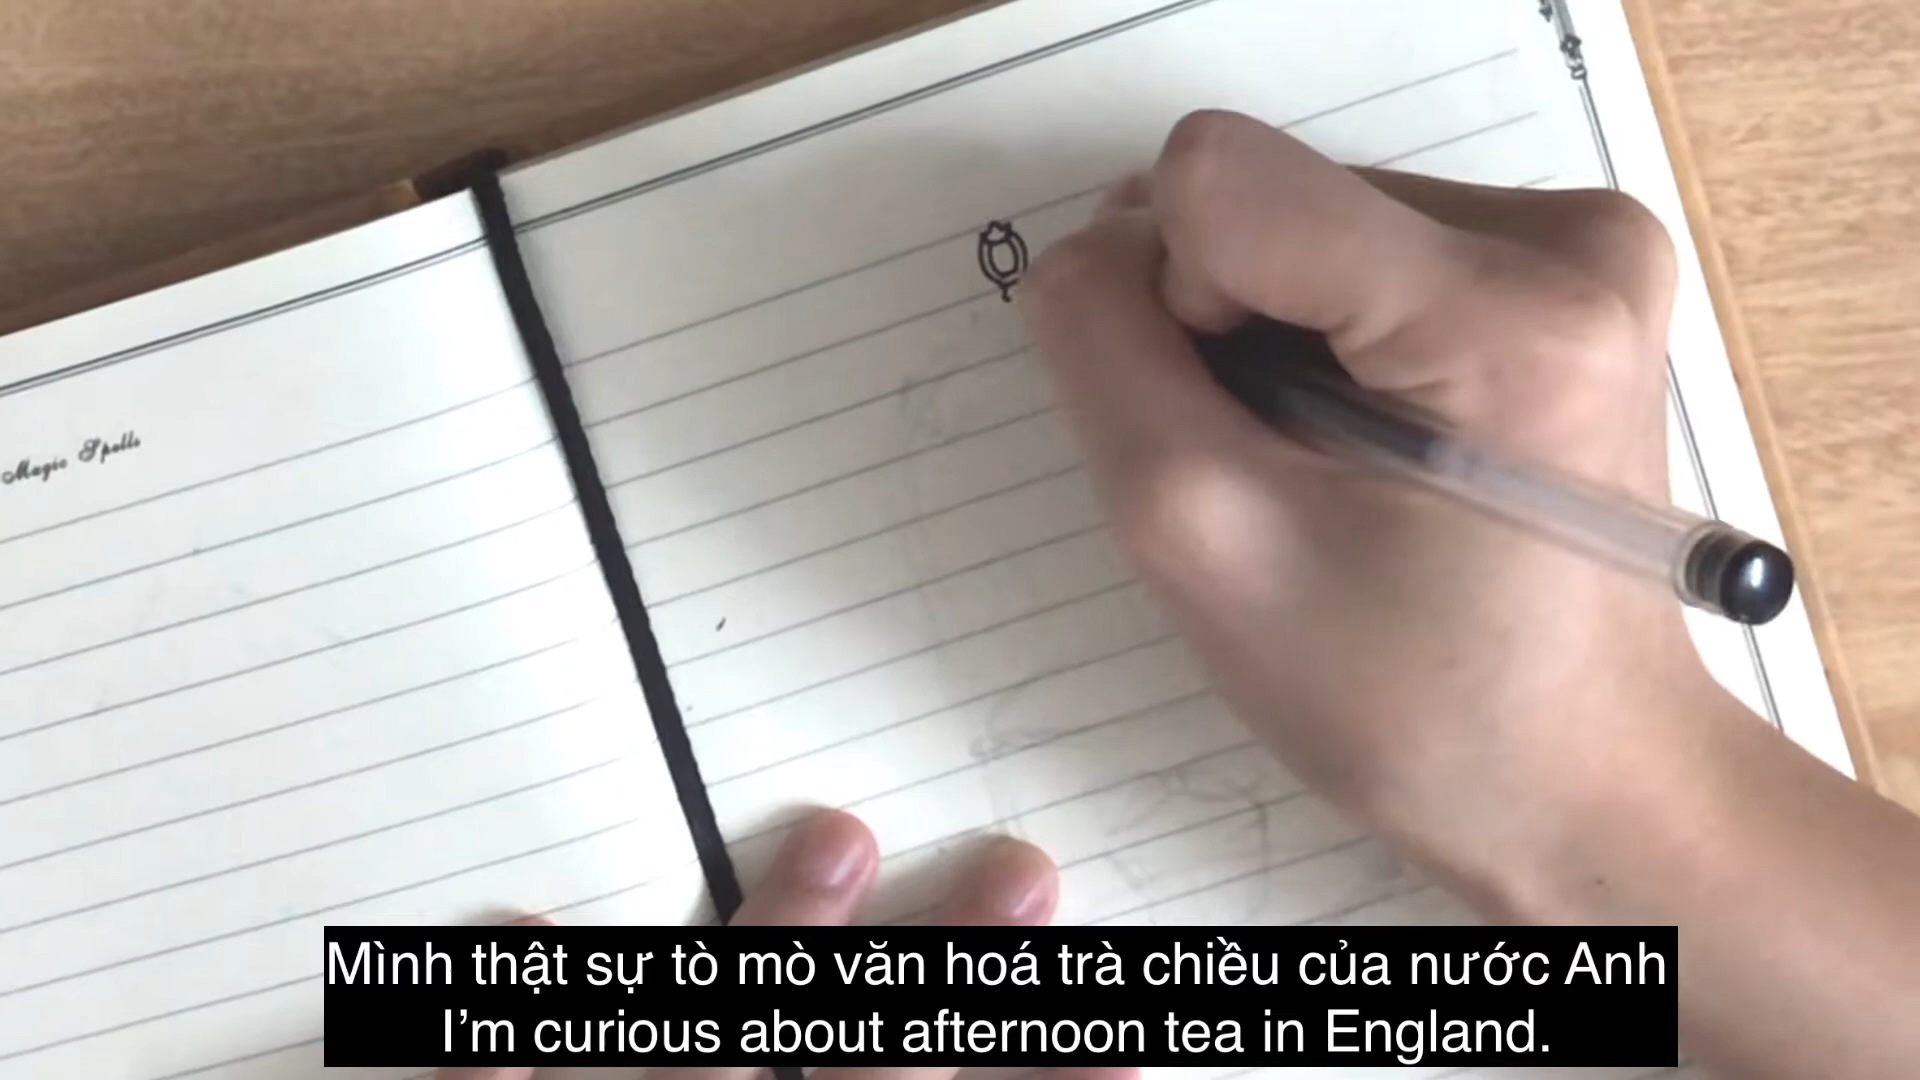 Magic Spells
Mình thật sự tò mò văn hoá trà chiều của nước Anh
I’m curious about afternoon tea in England.